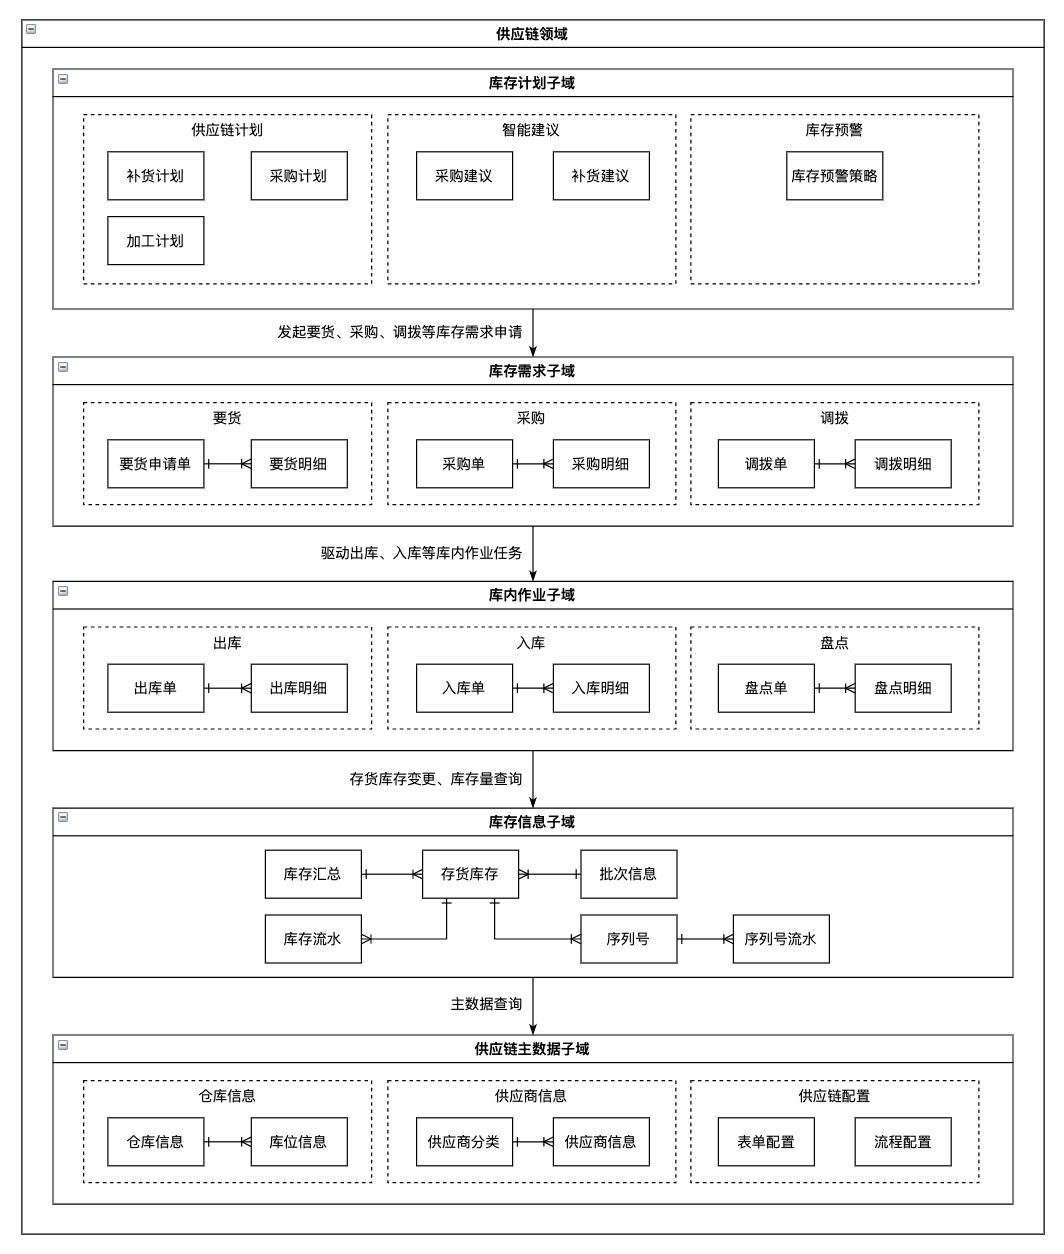 供应链领域
库存计划子域
供应链计划
智能建议
库存预警
补货计划
采购计划
采购建议
补货建议
库存预警策略
加工计划
发起要货、采购、调拨等库存需求申请
库存需求子域
要货
采购
调拨
要货申请单
要货明细
采购单
采购明细
调拨单
调拨明细
驱动出库、入库等库内作业任务
库内作业子域
出库
入库
盘点
出库单
出库明细
入库单
入库明细
盘点单
盘点明细
存货库存变更、库存量查询
库存信息子域
库存汇总
存货库存
批次信息
库存流水
序列号
序列号流水
主数据查询
供应链主数据子域
仓库信息
供应商信息
供应链配置
仓库信息
库位信息
供应商分类
供应商信息
表单配置
流程配置